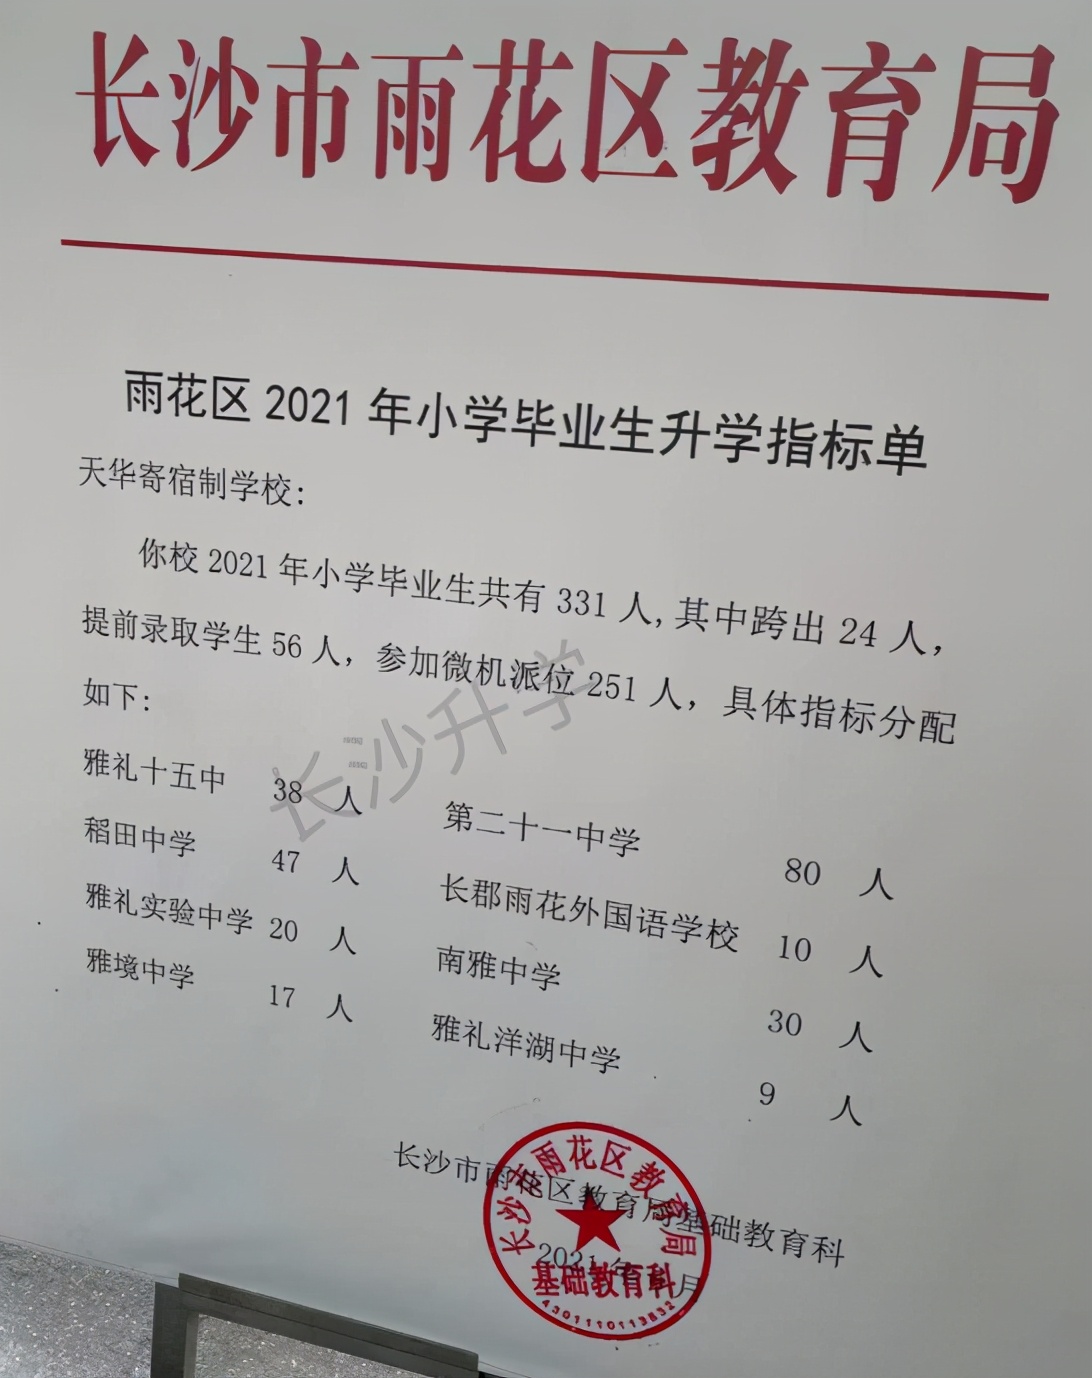 长沙市雨花区教育局
雨花区 2021 年小学毕业生升学指标单
天华寄宿制学校:
你校 2021 年小学毕业生共有 331 人, 其中跨出 24 人,
提前录取学生 56 人, 参加微机派位 251 人, 具体指标分配
如下:
雅礼十五中 38 人 第二十一中学 80 人
稻田中学 47 人 长郡雨花外国语学校 10 人
雅礼实验中学 20 人 南雅中学 30 人
雅境中学 17 人 雅礼洋湖中学 9 人
长沙市雨花区教育局基础教育科
2021 年 月
长沙市雨花区教育局
基础教育科
4301110113832
长沙升学